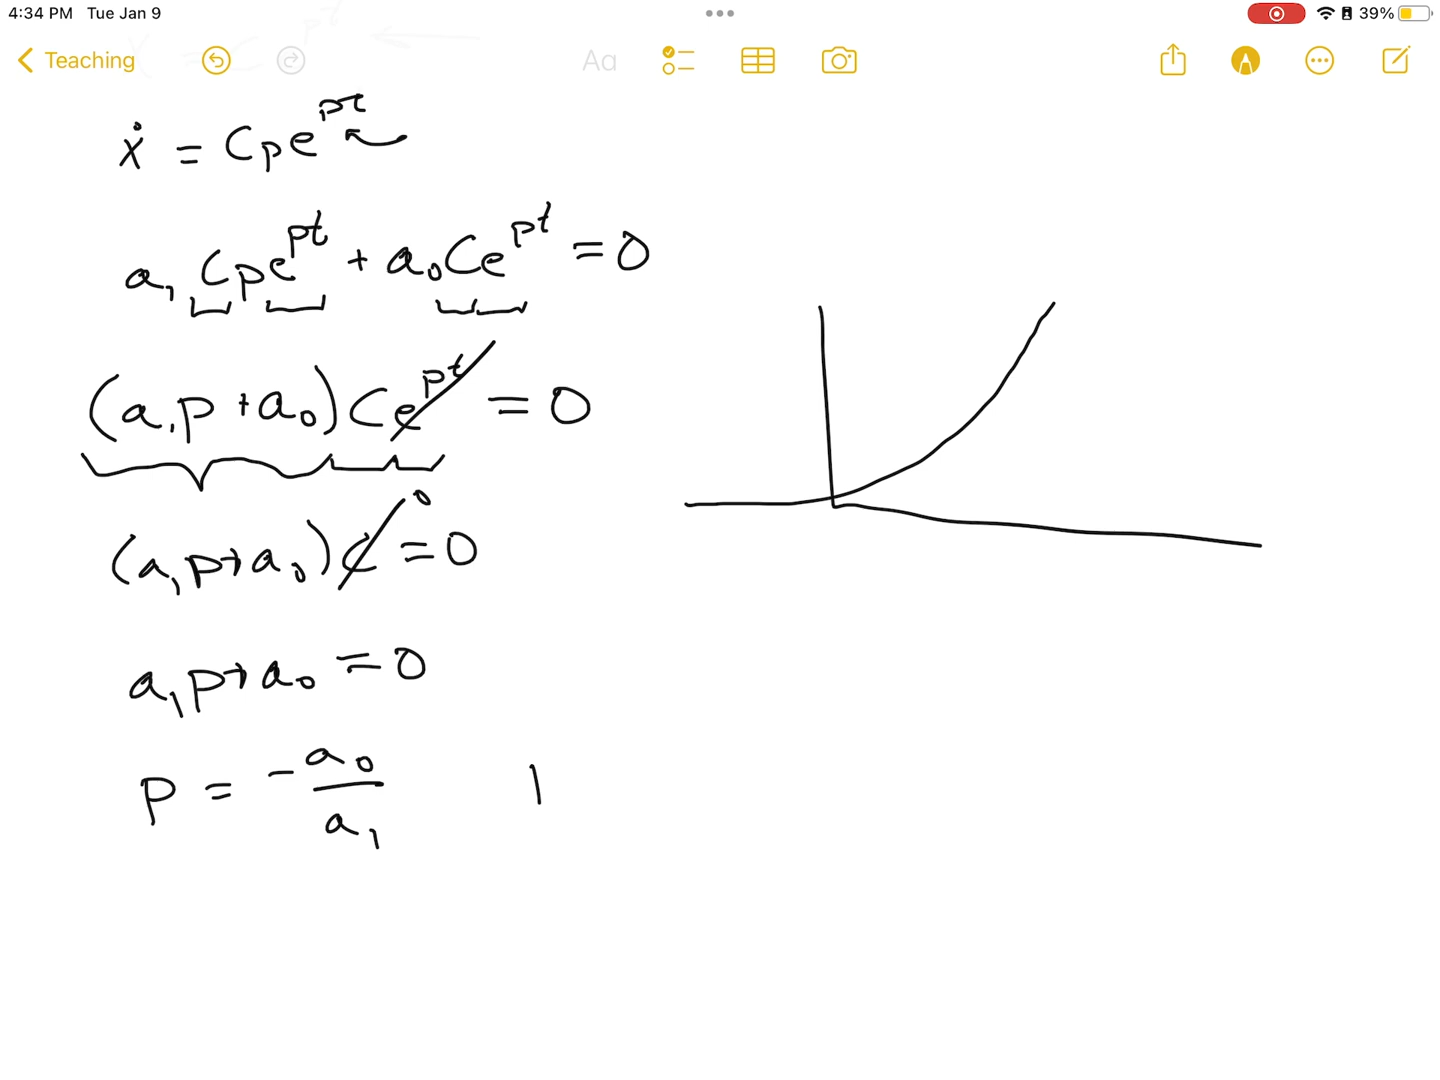 4:34 PM Tue Jan 9
39%
Teaching
Aa
ẋ = Cpe^{pt}
a₁Cpe^{pt} + a₀Ce^{pt} = 0
(a₁p + a₀)Ce^{pt} = 0
(a₁p + a₀)C⁰ = 0
a₁p + a₀ = 0
p = -a₀/a₁